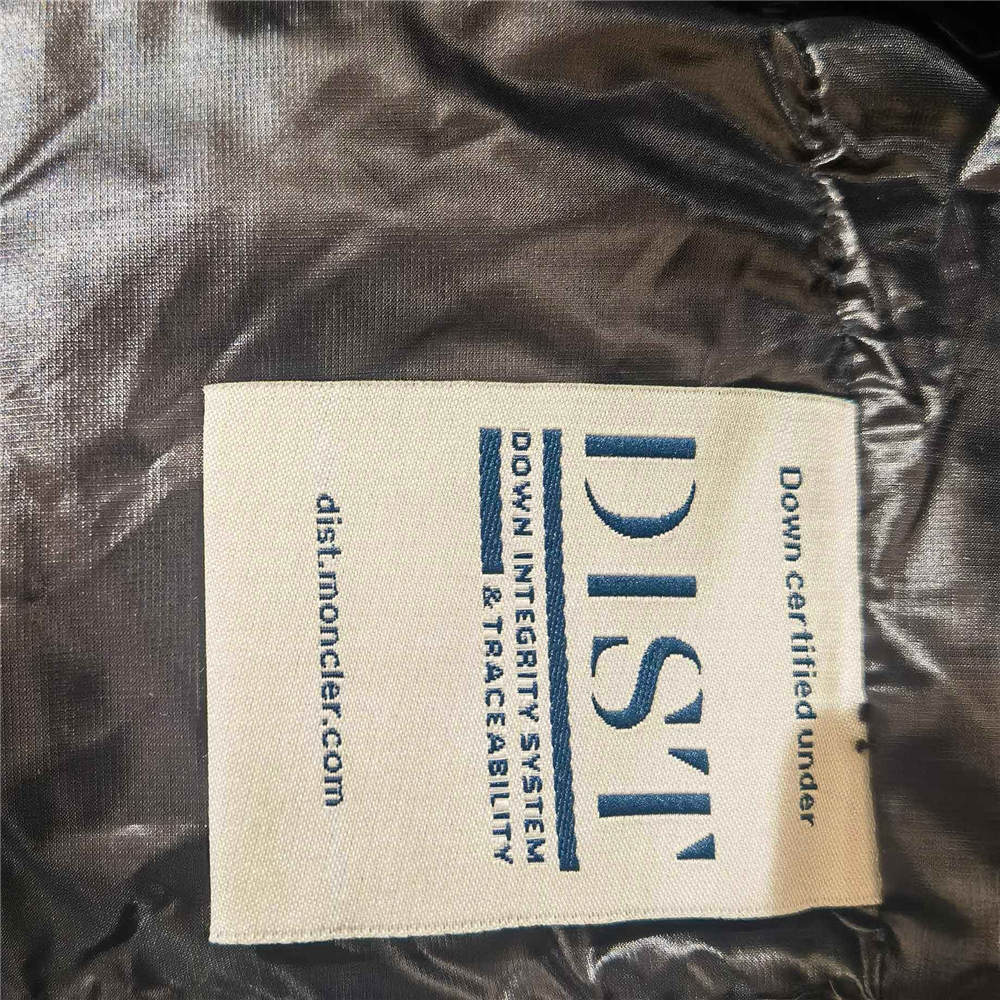 Down certified under
DIST
DOWN INTEGRITY SYSTEM
& TRACEABILITY
dist.moncler.com